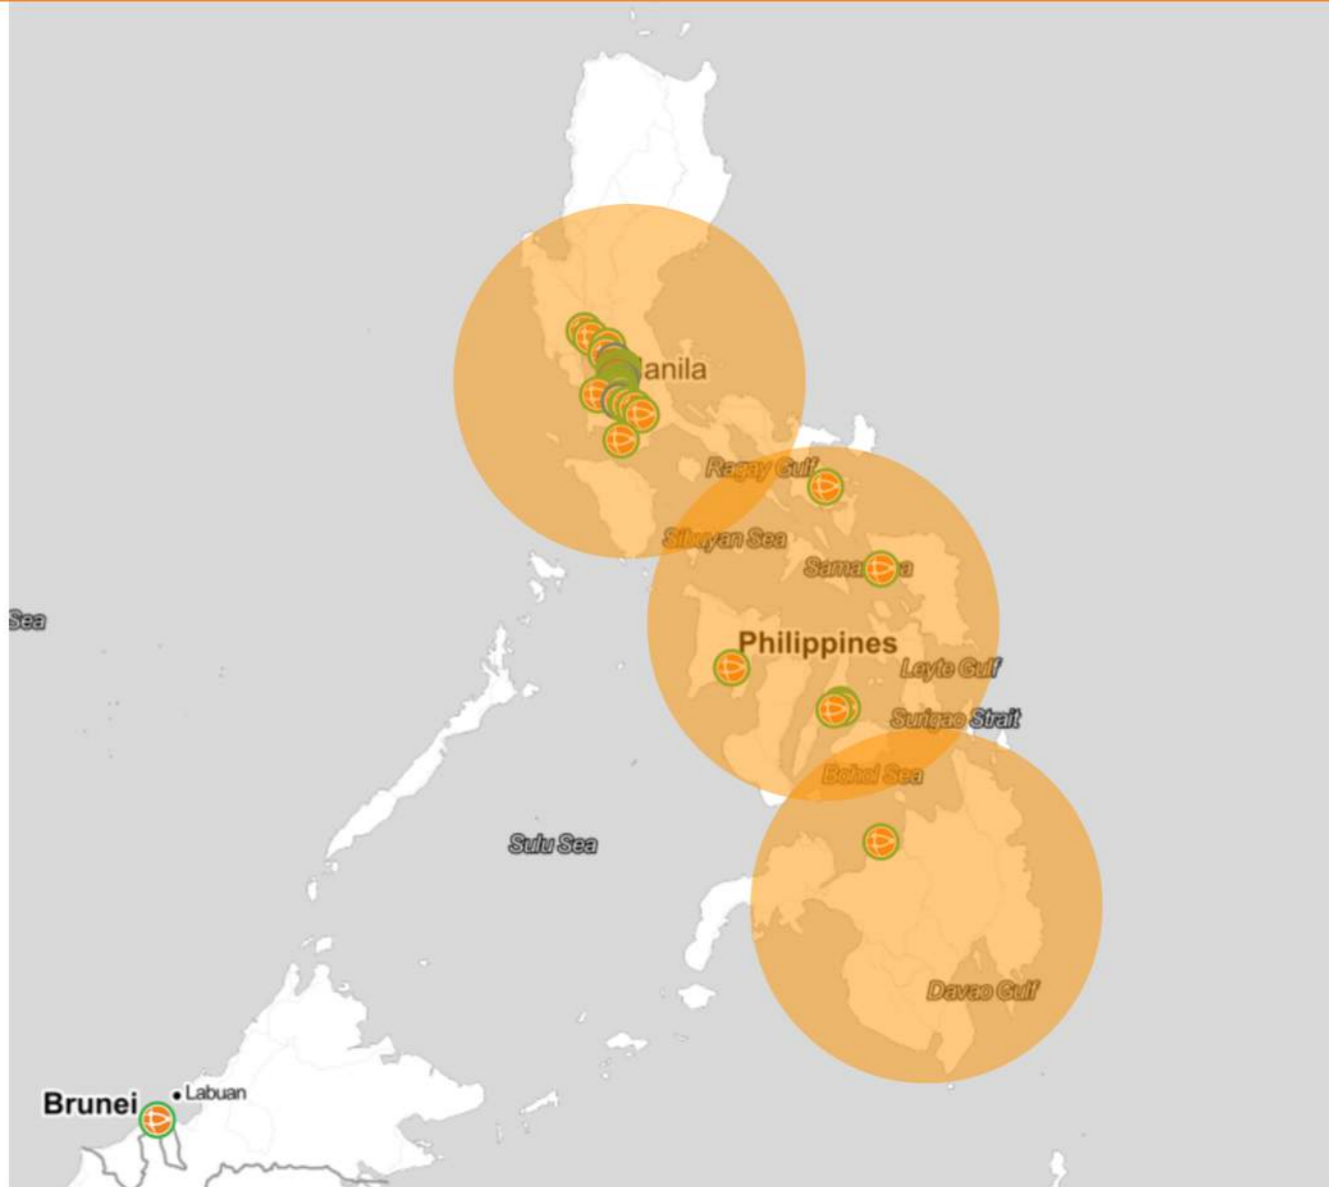 anila
Ragay Gulf
Sibuyan Sea
Sama
a
Sea
Philippines
Leyte Gulf
Surigao Strait
Bohol Sea
Sulu Sea
Davao Gulf
Labuan
Brunei